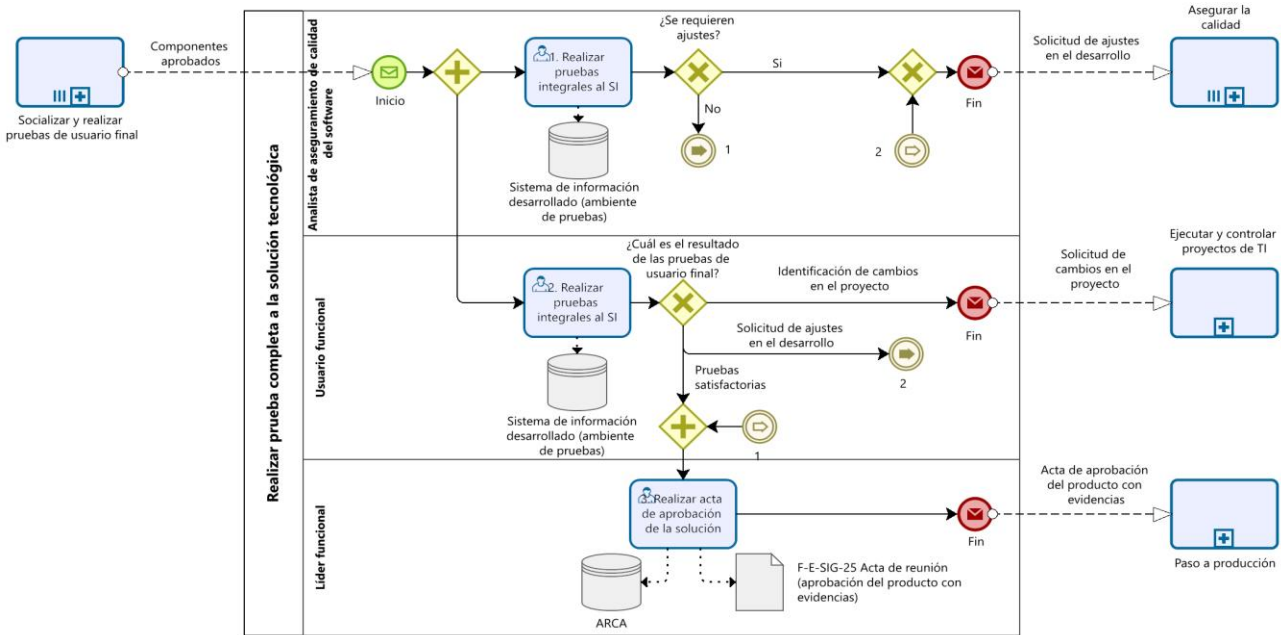 Componentes
aprobados
Socializar y realizar
pruebas de usuario final
Realizar prueba completa a la solución tecnológica
Analista de aseguramiento de calidad
del software
Inicio
1. Realizar
pruebas
integrales al SI
Sistema de información
desarrollado (ambiente
de pruebas)
¿Se requieren
ajustes?
Si
No
1
2
Fin
Solicitud de ajustes
en el desarrollo
Asegurar la
calidad
Usuario funcional
2. Realizar
pruebas
integrales al SI
Sistema de información
desarrollado (ambiente
de pruebas)
¿Cuál es el resultado
de las pruebas de
usuario final?
Identificación de cambios
en el proyecto
Fin
Solicitud de ajustes
en el desarrollo
2
Pruebas
satisfactorias
1
Solicitud de
cambios en el
proyecto
Ejecutar y controlar
proyectos de TI
Líder funcional
3. Realizar acta
de aprobación
de la solución
ARCA
F-E-SIG-25 Acta de reunión
(aprobación del producto con
evidencias)
Fin
Acta de aprobación
del producto con
evidencias
Paso a producción